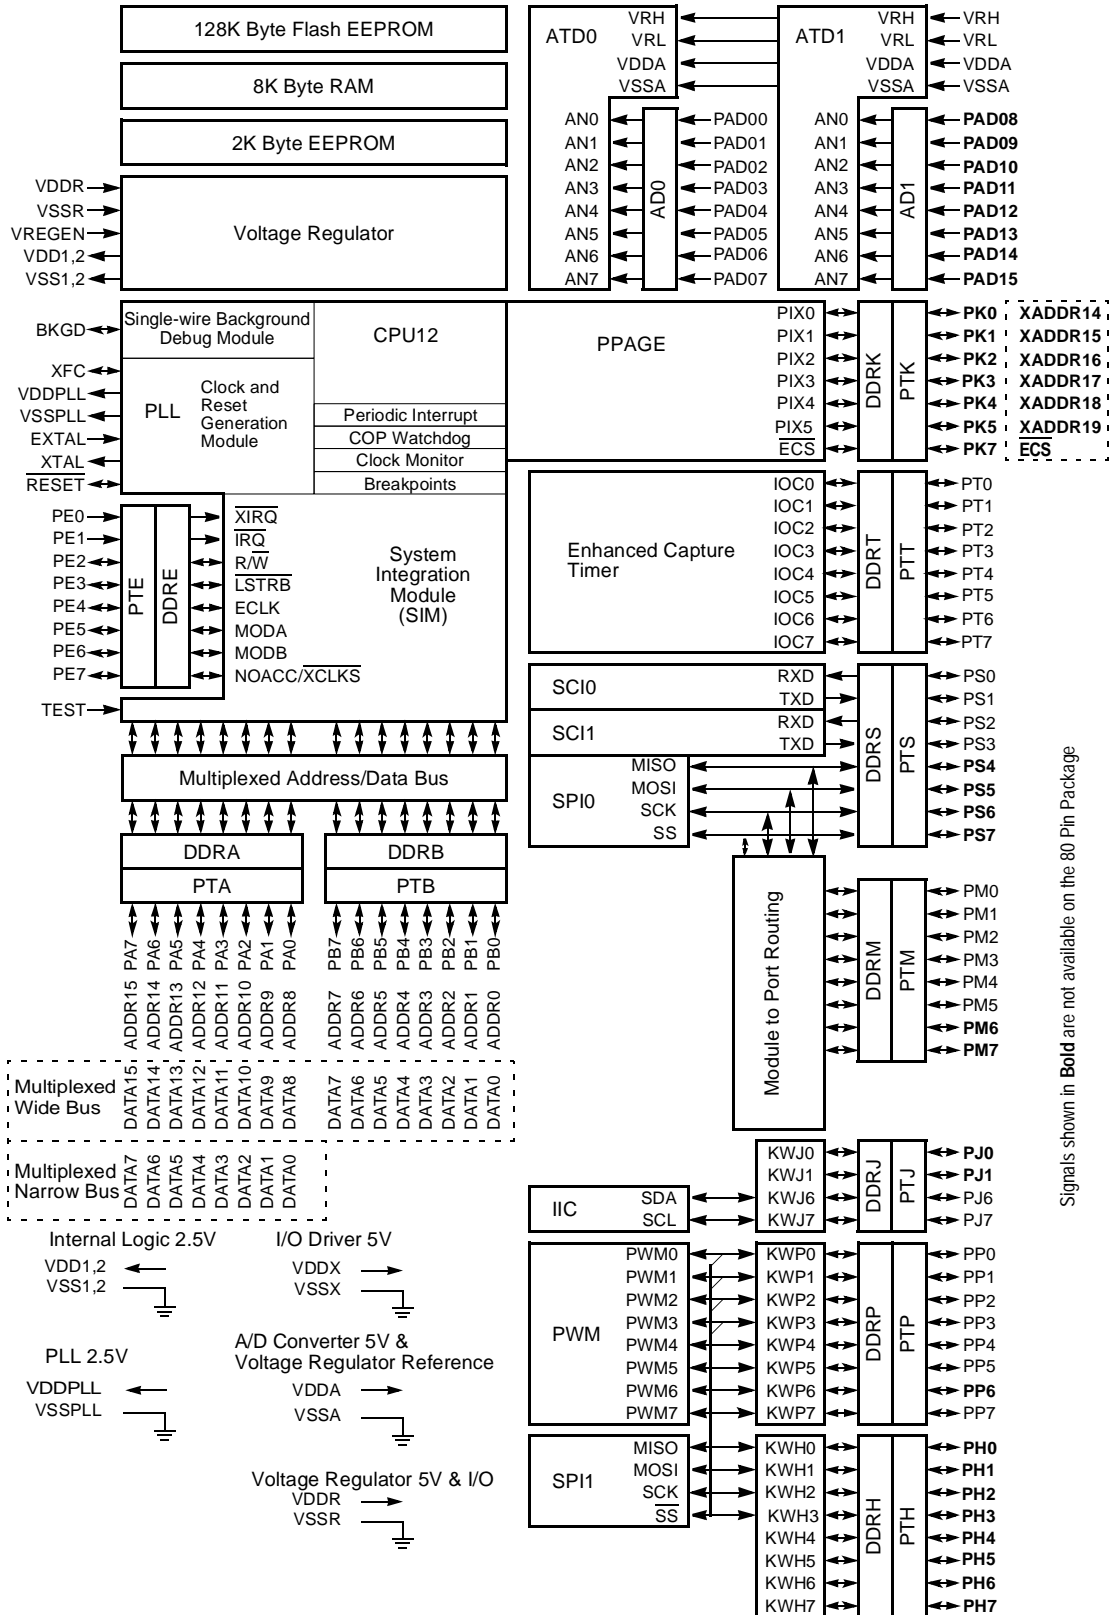 128K Byte Flash EEPROM
8K Byte RAM
2K Byte EEPROM
VDDR
VSSR
VREGEN
VDD1,2
VSS1,2
Voltage Regulator
ATD0
VRH
VRL
VDDA
VSSA
AN0
AN1
AN2
AN3
AN4
AN5
AN6
AN7
AD0
PAD00
PAD01
PAD02
PAD03
PAD04
PAD05
PAD06
PAD07
ATD1
VRH
VRL
VDDA
VSSA
VRH
VRL
VDDA
VSSA
AN0
AN1
AN2
AN3
AN4
AN5
AN6
AN7
AD1
PAD08
PAD09
PAD10
PAD11
PAD12
PAD13
PAD14
PAD15
BKGD
XFC
VDDPLL
VSSPLL
EXTAL
XTAL
RESET
Single-wire Background
Debug Module
CPU12
PLL
Clock and
Reset
Generation
Module
Periodic Interrupt
COP Watchdog
Clock Monitor
Breakpoints
PPAGE
PIX0
PIX1
PIX2
PIX3
PIX4
PIX5
ECS
DDRK
PTK
PK0 XADDR14
PK1 XADDR15
PK2 XADDR16
PK3 XADDR17
PK4 XADDR18
PK5 XADDR19
PK7 ECS
PE0
PE1
PE2
PE3
PE4
PE5
PE6
PE7
TEST
PTE
DDRE
XIRQ
IRQ
R/W
LSTRB
ECLK
MODA
MODB
NOACC/XCLKS
System
Integration
Module
(SIM)
Enhanced Capture
Timer
IOC0
IOC1
IOC2
IOC3
IOC4
IOC5
IOC6
IOC7
DDRT
PTT
PT0
PT1
PT2
PT3
PT4
PT5
PT6
PT7
SCI0
RXD
TXD
SCI1
RXD
TXD
SPI0
MISO
MOSI
SCK
SS
DDRS
PTS
PS0
PS1
PS2
PS3
PS4
PS5
PS6
PS7
Multiplexed Address/Data Bus
DDRA
PTA
DDRB
PTB
PA7
PA6
PA5
PA4
PA3
PA2
PA1
PA0
PB7
PB6
PB5
PB4
PB3
PB2
PB1
PB0
ADDR15
ADDR14
ADDR13
ADDR12
ADDR11
ADDR10
ADDR9
ADDR8
ADDR7
ADDR6
ADDR5
ADDR4
ADDR3
ADDR2
ADDR1
ADDR0
Multiplexed
Wide Bus
DATA15
DATA14
DATA13
DATA12
DATA11
DATA10
DATA9
DATA8
DATA7
DATA6
DATA5
DATA4
DATA3
DATA2
DATA1
DATA0
Multiplexed
Narrow Bus
DATA7
DATA6
DATA5
DATA4
DATA3
DATA2
DATA1
DATA0
Module to Port Routing
DDRM
PTM
PM0
PM1
PM2
PM3
PM4
PM5
PM6
PM7
Signals shown in Bold are not available on the 80 Pin Package
IIC
SDA
SCL
KWJ0
KWJ1
KWJ6
KWJ7
DDRJ
PTJ
PJ0
PJ1
PJ6
PJ7
PWM
PWM0
PWM1
PWM2
PWM3
PWM4
PWM5
PWM6
PWM7
KWP0
KWP1
KWP2
KWP3
KWP4
KWP5
KWP6
KWP7
DDRP
PTP
PP0
PP1
PP2
PP3
PP4
PP5
PP6
PP7
SPI1
MISO
MOSI
SCK
SS
KWH0
KWH1
KWH2
KWH3
KWH4
KWH5
KWH6
KWH7
DDRH
PTH
PH0
PH1
PH2
PH3
PH4
PH5
PH6
PH7
Internal Logic 2.5V
VDD1,2
VSS1,2
I/O Driver 5V
VDDX
VSSX
PLL 2.5V
VDDPLL
VSSPLL
A/D Converter 5V &
Voltage Regulator Reference
VDDA
VSSA
Voltage Regulator 5V & I/O
VDDR
VSSR